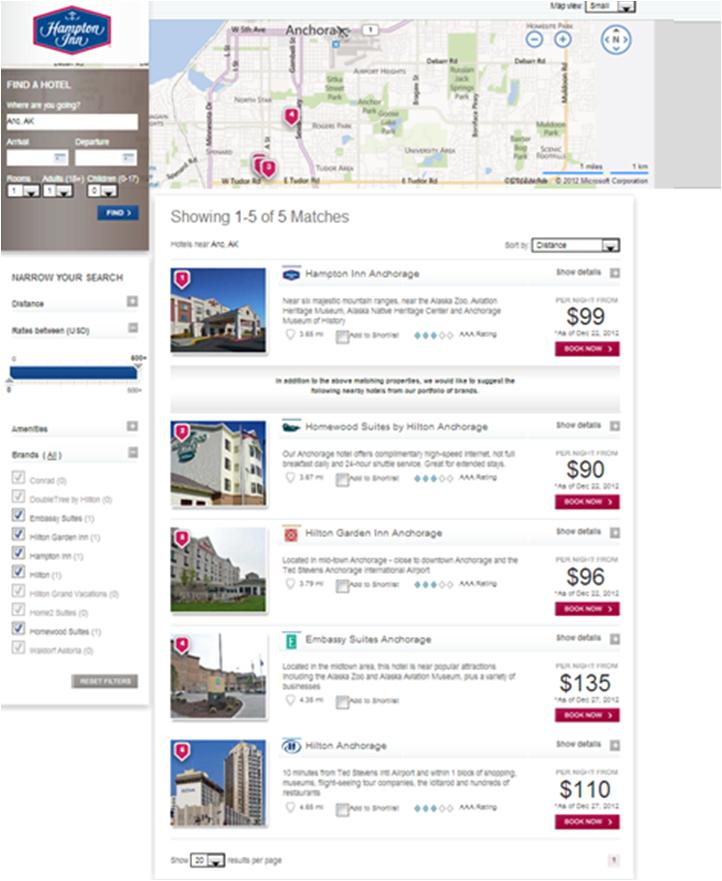 Hampton Inn
FIND A HOTEL
Where are you going?
Anc, AK
Arrival Departure
Rooms Adults (18+) Children (0-17)
1 1 0
FIND >
Map view: Small
W 5th Ave
Anchorage
1
Debarr Rd
Debarr Rd
AIRPORT HEIGHTS
Sitka Street Park
Russian Jack Springs Park
NORTH STAR
Anchor Park
Goose Lake Park
ROGERS PARK
Muldoon Park
UNIVERSITY AREA
SPENARD
TUDOR AREA
Spenard Rd
Minnesota Dr
Muldoon Rd
W Tudor Rd
E Tudor Rd
E Tudor Rd
4
3
N
1 miles 1 km
© 2012 Microsoft Corporation
Showing 1-5 of 5 Matches
Hotels near Anc, AK
Sort by: Distance
NARROW YOUR SEARCH
Distance
Rates between (USD)
0 600+
0 600+
Amenities
Brands ( All )
Conrad (0)
DoubleTree by Hilton (0)
Embassy Suites (1)
Hilton Garden Inn (1)
Hampton Inn (1)
Hilton (1)
Hilton Grand Vacations (0)
Home2 Suites (0)
Homewood Suites (1)
Waldorf Astoria (0)
RESET FILTERS
1
Hampton Inn Anchorage
Show details
Near six majestic mountain ranges, near the Alaska Zoo, Aviation
Heritage Museum, Alaska Native Heritage Center and Anchorage
Museum of History
3.65 mi Add to Shortlist AAA Rating
PER NIGHT FROM
$99
*As of Dec 22, 2012
BOOK NOW >
In addition to the above matching properties, we would like to suggest the
following nearby hotels from our portfolio of brands.
2
Homewood Suites by Hilton Anchorage
Show details
Our Anchorage hotel offers complimentary high-speed internet, hot full
breakfast daily and 24-hour shuttle service. Great for extended stays.
3.67 mi Add to Shortlist AAA Rating
PER NIGHT FROM
$90
*As of Dec 22, 2012
BOOK NOW >
3
Hilton Garden Inn Anchorage
Show details
Located in mid-town Anchorage - close to downtown Anchorage and the
Ted Stevens Anchorage International Airport
3.79 mi Add to Shortlist AAA Rating
PER NIGHT FROM
$96
*As of Dec 22, 2012
BOOK NOW >
4
Embassy Suites Anchorage
Show details
Located in the midtown area, this hotel is near popular attractions
including the Alaska Zoo and Alaska Aviation Museum, plus a variety of
businesses
4.35 mi Add to Shortlist
PER NIGHT FROM
$135
*As of Dec 27, 2012
BOOK NOW >
5
Hilton Anchorage
Show details
10 minutes from Ted Stevens Intl Airport and within 1 block of shopping,
museums, flight-seeing tour companies, the Iditarod and hundreds of
restaurants
4.65 mi Add to Shortlist AAA Rating
PER NIGHT FROM
$110
*As of Dec 27, 2012
BOOK NOW >
Show 20 results per page
1